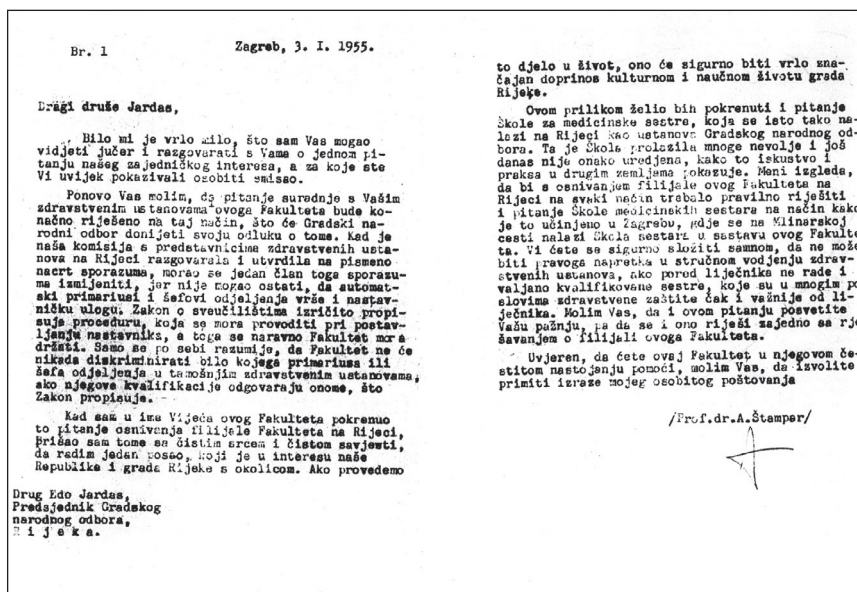 Br. 1
Zagreb, 3. I. 1955.
Dragi druže Jardas,
Bilo mi je vrlo milo, što sam Vas mogao
vidjeti jučer i razgovarati s Vama o jednom pi-
tanju našeg zajedničkog interesa, a za koje ste
Vi uvijek pokazivali osobiti smisao.
Ponovo Vas molim, da pitanje suradnje s Vašim
zdravstvenim ustanovama ovoga Fakulteta bude ko-
načno riješeno na taj način, što će Gradski na-
rodni odbor donijeti svoju odluku o tome. Kad je
naša komisija s predstavnicima zdravstvenih usta-
nova na Rijeci razgovarala i utvrdila na pismeno
nacrt sporazuma, morao se jedan član toga sporazu-
ma izmijeniti, jer nije mogao ostati, da automat-
ski primariusi i šefovi odjeljenja vrše i nastav-
ničku ulogu. Zakon o sveučilištima izričito propi-
suje proceduru, koja se mora provoditi pri postav-
ljanju nastavnika, a toga se naravno Fakultet mora
držati. Samo se po sebi razumije, da Fakultet ne će
nikada diskriminirati bilo kojega primariusa ili
šefa odjeljenja u tamošnjim zdravstvenim ustanovama,
ako njegove kvalifikacije odgovaraju onome, što
Zakon propisuje.
Kad sam u ime Vijeća ovog Fakulteta pokrenuo
to pitanje osnivanja filijale Fakulteta na Rijeci,
prišao sam tome sa čistim srcem i čistom savjesti,
da radim jedan posao, koji je u interesu naše
Republike i grada Rijeke s okolicom. Ako provedemo
Drug Edo Jardas,
Predsjednik Gradskog
narodnog odbora,
R i j e k a.
to djelo u život, ono će sigurno biti vrlo zna-
čajan doprinos kulturnom i naučnom životu grada
Rijeke.
Ovom prilikom želio bih pokrenuti i pitanje
Škole za medicinske sestre, koja se isto tako na-
lazi na Rijeci kao ustanova Gradskog narodnog od-
bora. Ta je Škola prolazila mnoge nevolje i još
danas nije onako uredjena, kako to iskustvo i
praksa u drugim zemljama pokazuje. Meni izgleda,
da bi s osnivanjem filijale ovog Fakulteta na
Rijeci na svaki način trebalo pravilno riješiti
i pitanje Škole medicinskih sestara na način kako
je to učinjeno u Zagrebu, gdje se na Mlinarskoj
cesti nalazi Škola sestara u sastavu ovog Fakulte-
ta. Vi ćete se sigurno složiti samnom, da ne može
biti pravoga napretka u stručnom vodjenju zdrav-
stvenih ustanova, ako pored liječnika ne rade i
valjano kvalifikovane sestre, koje su u mnogim po
slovima zdravstvene zaštite čak i važnije od li-
ječnika. Molim Vas, da i ovom pitanju posvetite
Vašu pažnju, pa da se i ono riješi zajedno sa rje
šavanjem o filijali ovoga Fakulteta.
Uvjeren, da ćete ovaj Fakultet u njegovom če-
stitom nastojanju pomoći, molim Vas, da izvolite
primiti izraze mojeg osobitog poštovanja
/Prof.dr.A.Štampar/